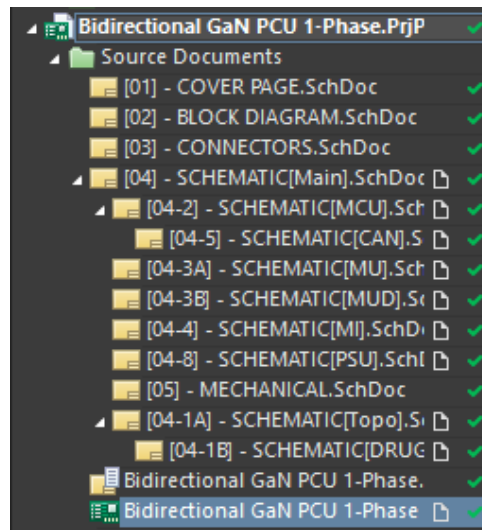 Bidirectional GaN PCU 1-Phase.PrjP
Source Documents
[01] - COVER PAGE.SchDoc
[02] - BLOCK DIAGRAM.SchDoc
[03] - CONNECTORS.SchDoc
[04] - SCHEMATIC[Main].SchDoc
[04-2] - SCHEMATIC[MCU].Sch
[04-5] - SCHEMATIC[CAN].S
[04-3A] - SCHEMATIC[MU].Sch
[04-3B] - SCHEMATIC[MUD].Sc
[04-4] - SCHEMATIC[MI].SchD
[04-8] - SCHEMATIC[PSU].Sch
[05] - MECHANICAL.SchDoc
[04-1A] - SCHEMATIC[Topo].S
[04-1B] - SCHEMATIC[DRUG
Bidirectional GaN PCU 1-Phase.
Bidirectional GaN PCU 1-Phase